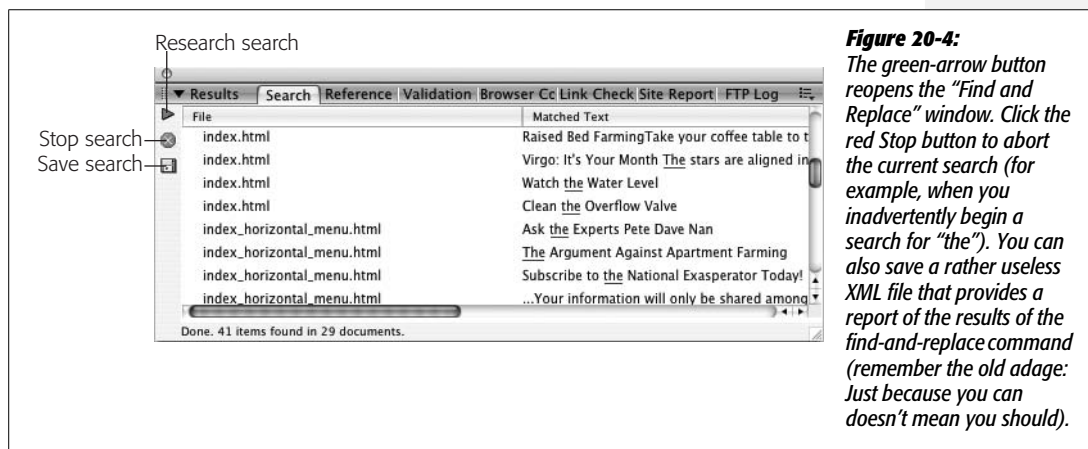 Research search
Stop search
Save search
Results Search Reference Validation Browser Cc Link Check Site Report FTP Log
File Matched Text
index.html Raised Bed FarmingTake your coffee table to t
index.html Virgo: It's Your Month The stars are aligned in
index.html Watch the Water Level
index.html Clean the Overflow Valve
index_horizontal_menu.html Ask the Experts Pete Dave Nan
index_horizontal_menu.html The Argument Against Apartment Farming
index_horizontal_menu.html Subscribe to the National Exasperator Today!
index_horizontal_menu.html ...Your information will only be shared among
Done. 41 items found in 29 documents.
Figure 20-4:
The green-arrow button
reopens the “Find and
Replace” window. Click the
red Stop button to abort
the current search (for
example, when you
inadvertently begin a
search for “the”). You can
also save a rather useless
XML file that provides a
report of the results of the
find-and-replace command
(remember the old adage:
Just because you can
doesn’t mean you should).